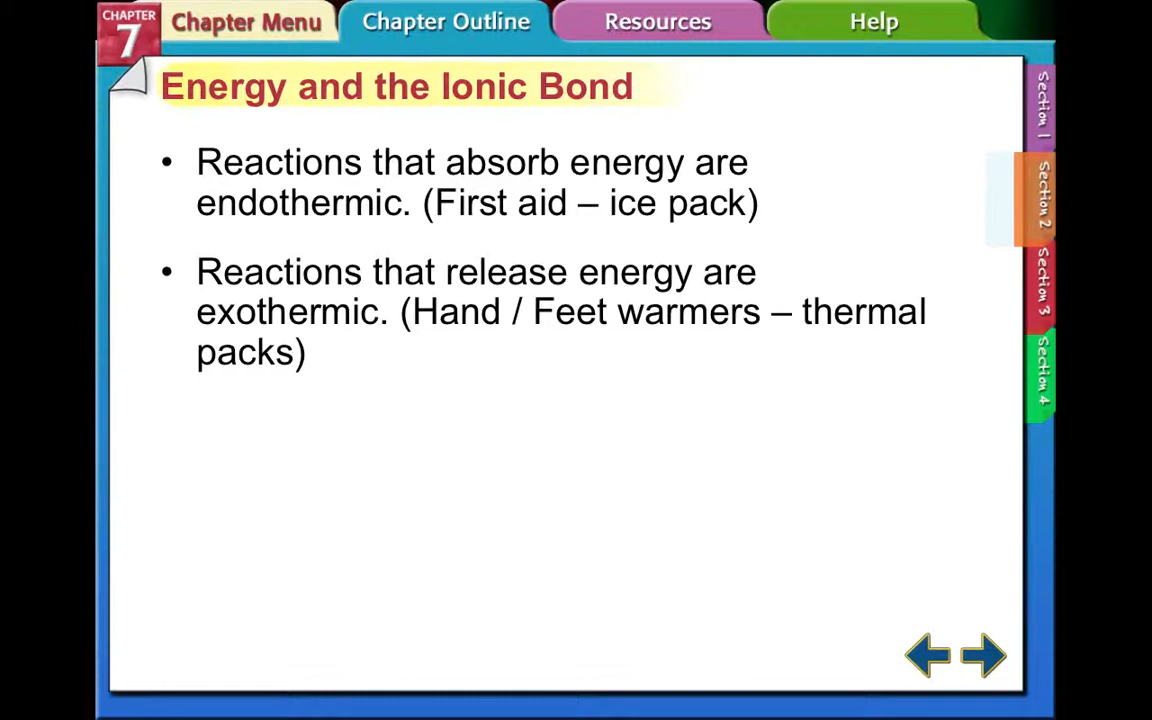 CHAPTER
7
Chapter Menu
Chapter Outline
Resources
Help
Energy and the Ionic Bond
• Reactions that absorb energy are
endothermic. (First aid – ice pack)
• Reactions that release energy are
exothermic. (Hand / Feet warmers – thermal
packs)
Section 1
Section 2
Section 3
Section 4